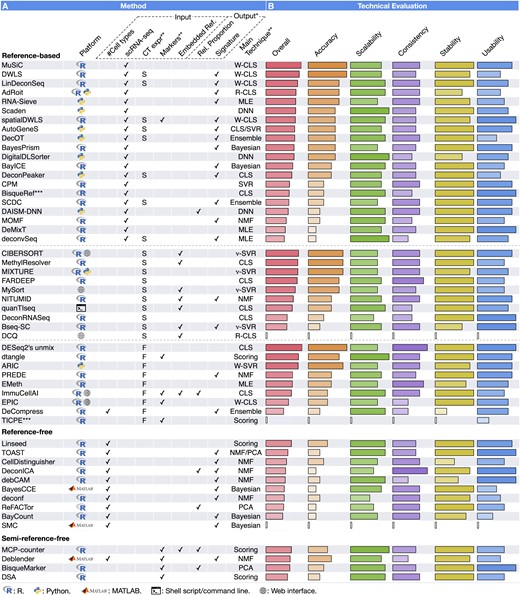 A Method B Technical Evaluation
Input Output*
Platform #Cell types scRNA-seq CT expr** Markers** Embedded Ref. Rel. Proportion Signature Main Technique** Overall Accuracy Scalability Consistency Stability Usability
Reference-based
MuSiC R ✓ W-CLS
DWLS R ✓ S ✓ W-CLS
LinDeconSeq R ✓ S ✓ W-CLS
AdRoit R ✓ R-CLS
RNA-Sieve ✓ ✓ MLE
Scaden ✓ DNN
spatialDWLS R ✓ S ✓ ✓ W-CLS
AutoGeneS ✓ S ✓ CLS/SVR
DecOT ✓ S ✓ Ensemble
BayesPrism R ✓ ✓ Bayesian
DigitalDLSorter ✓ DNN
BayICE R ✓ ✓ Bayesian
DeconPeaker ✓ S ✓ CLS
CPM R ✓ SVR
BisqueRef*** R ✓ CLS
SCDC R ✓ S ✓ Ensemble
DAISM-DNN ✓ ✓ DNN
MOMF R ✓ ✓ NMF
DeMixT R ✓ MLE
deconvSeq R ✓ S ✓ MLE
CIBERSORT R S ✓ v-SVR
MethylResolver R S ✓ CLS
MIXTURE R S v-SVR
FARDEEP R S CLS
MySort S ✓ v-SVR
NITUMID R S ✓ ✓ NMF
quanTIseq S ✓ CLS
DeconRNASeq R S CLS
Bseq-SC R S ✓ ✓ v-SVR
DCQ S ✓ R-CLS
DESeq2's unmix R F CLS
dtangle R F ✓ Scoring
ARIC F W-SVR
PREDE R F ✓ NMF
EMeth R F MLE
ImmuCellAI R F ✓ ✓ ✓ CLS
EPIC R F ✓ ✓ W-CLS
DeCompress R ✓ F ✓ Ensemble
TICPE*** R F ✓ Scoring
Reference-free
Linseed R ✓ Scoring
TOAST R ✓ ✓ NMF/PCA
CellDistinguisher R ✓ ✓ NMF
DeconICA R ✓ ✓ ✓ NMF
debCAM R ✓ ✓ NMF
BayesCCE MATLAB ✓ Bayesian
deconf R ✓ ✓ NMF
ReFACTor R ✓ ✓ PCA
BayCount R ✓ ✓ Bayesian
SMC MATLAB ✓ ✓ Bayesian
Semi-reference-free
MCP-counter R ✓ ✓ ✓ Scoring
Deblender MATLAB ✓ ✓ ✓ NMF
BisqueMarker R ✓ ✓ PCA
DSA R ✓ ✓ CLS
R: R. : Python. MATLAB: MATLAB. : Shell script/command line. : Web interface.